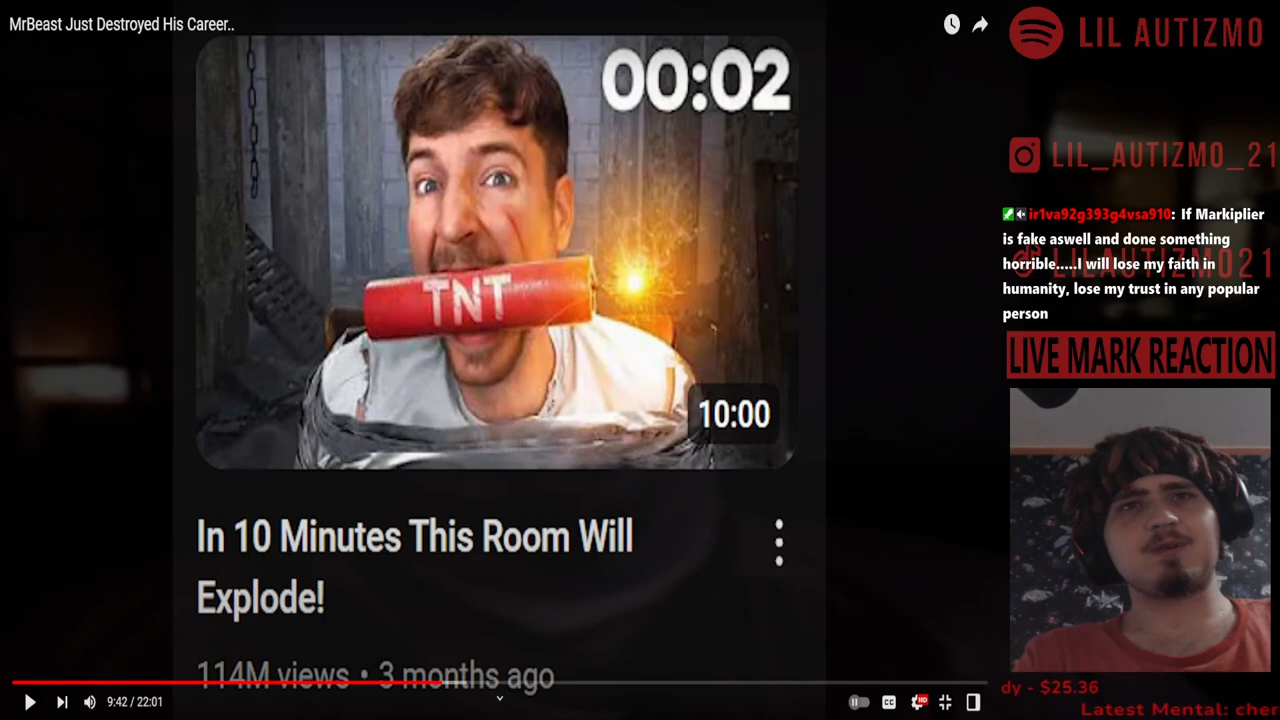 MrBeast Just Destroyed His Career..
00:02
TNT
10:00
In 10 Minutes This Room Will
Explode!
114M views • 3 months ago
9:42 / 22:01
CC
HD
LIL AUTIZMO
LIL_AUTIZMO_21
LILAUTIZMO21
ir1va92g393g4vsa910: If Markiplier
is fake aswell and done something
horrible.....I will lose my faith in
humanity, lose my trust in any popular
person
LIVE MARK REACTION
dy - $25.36
Latest Mental: cher